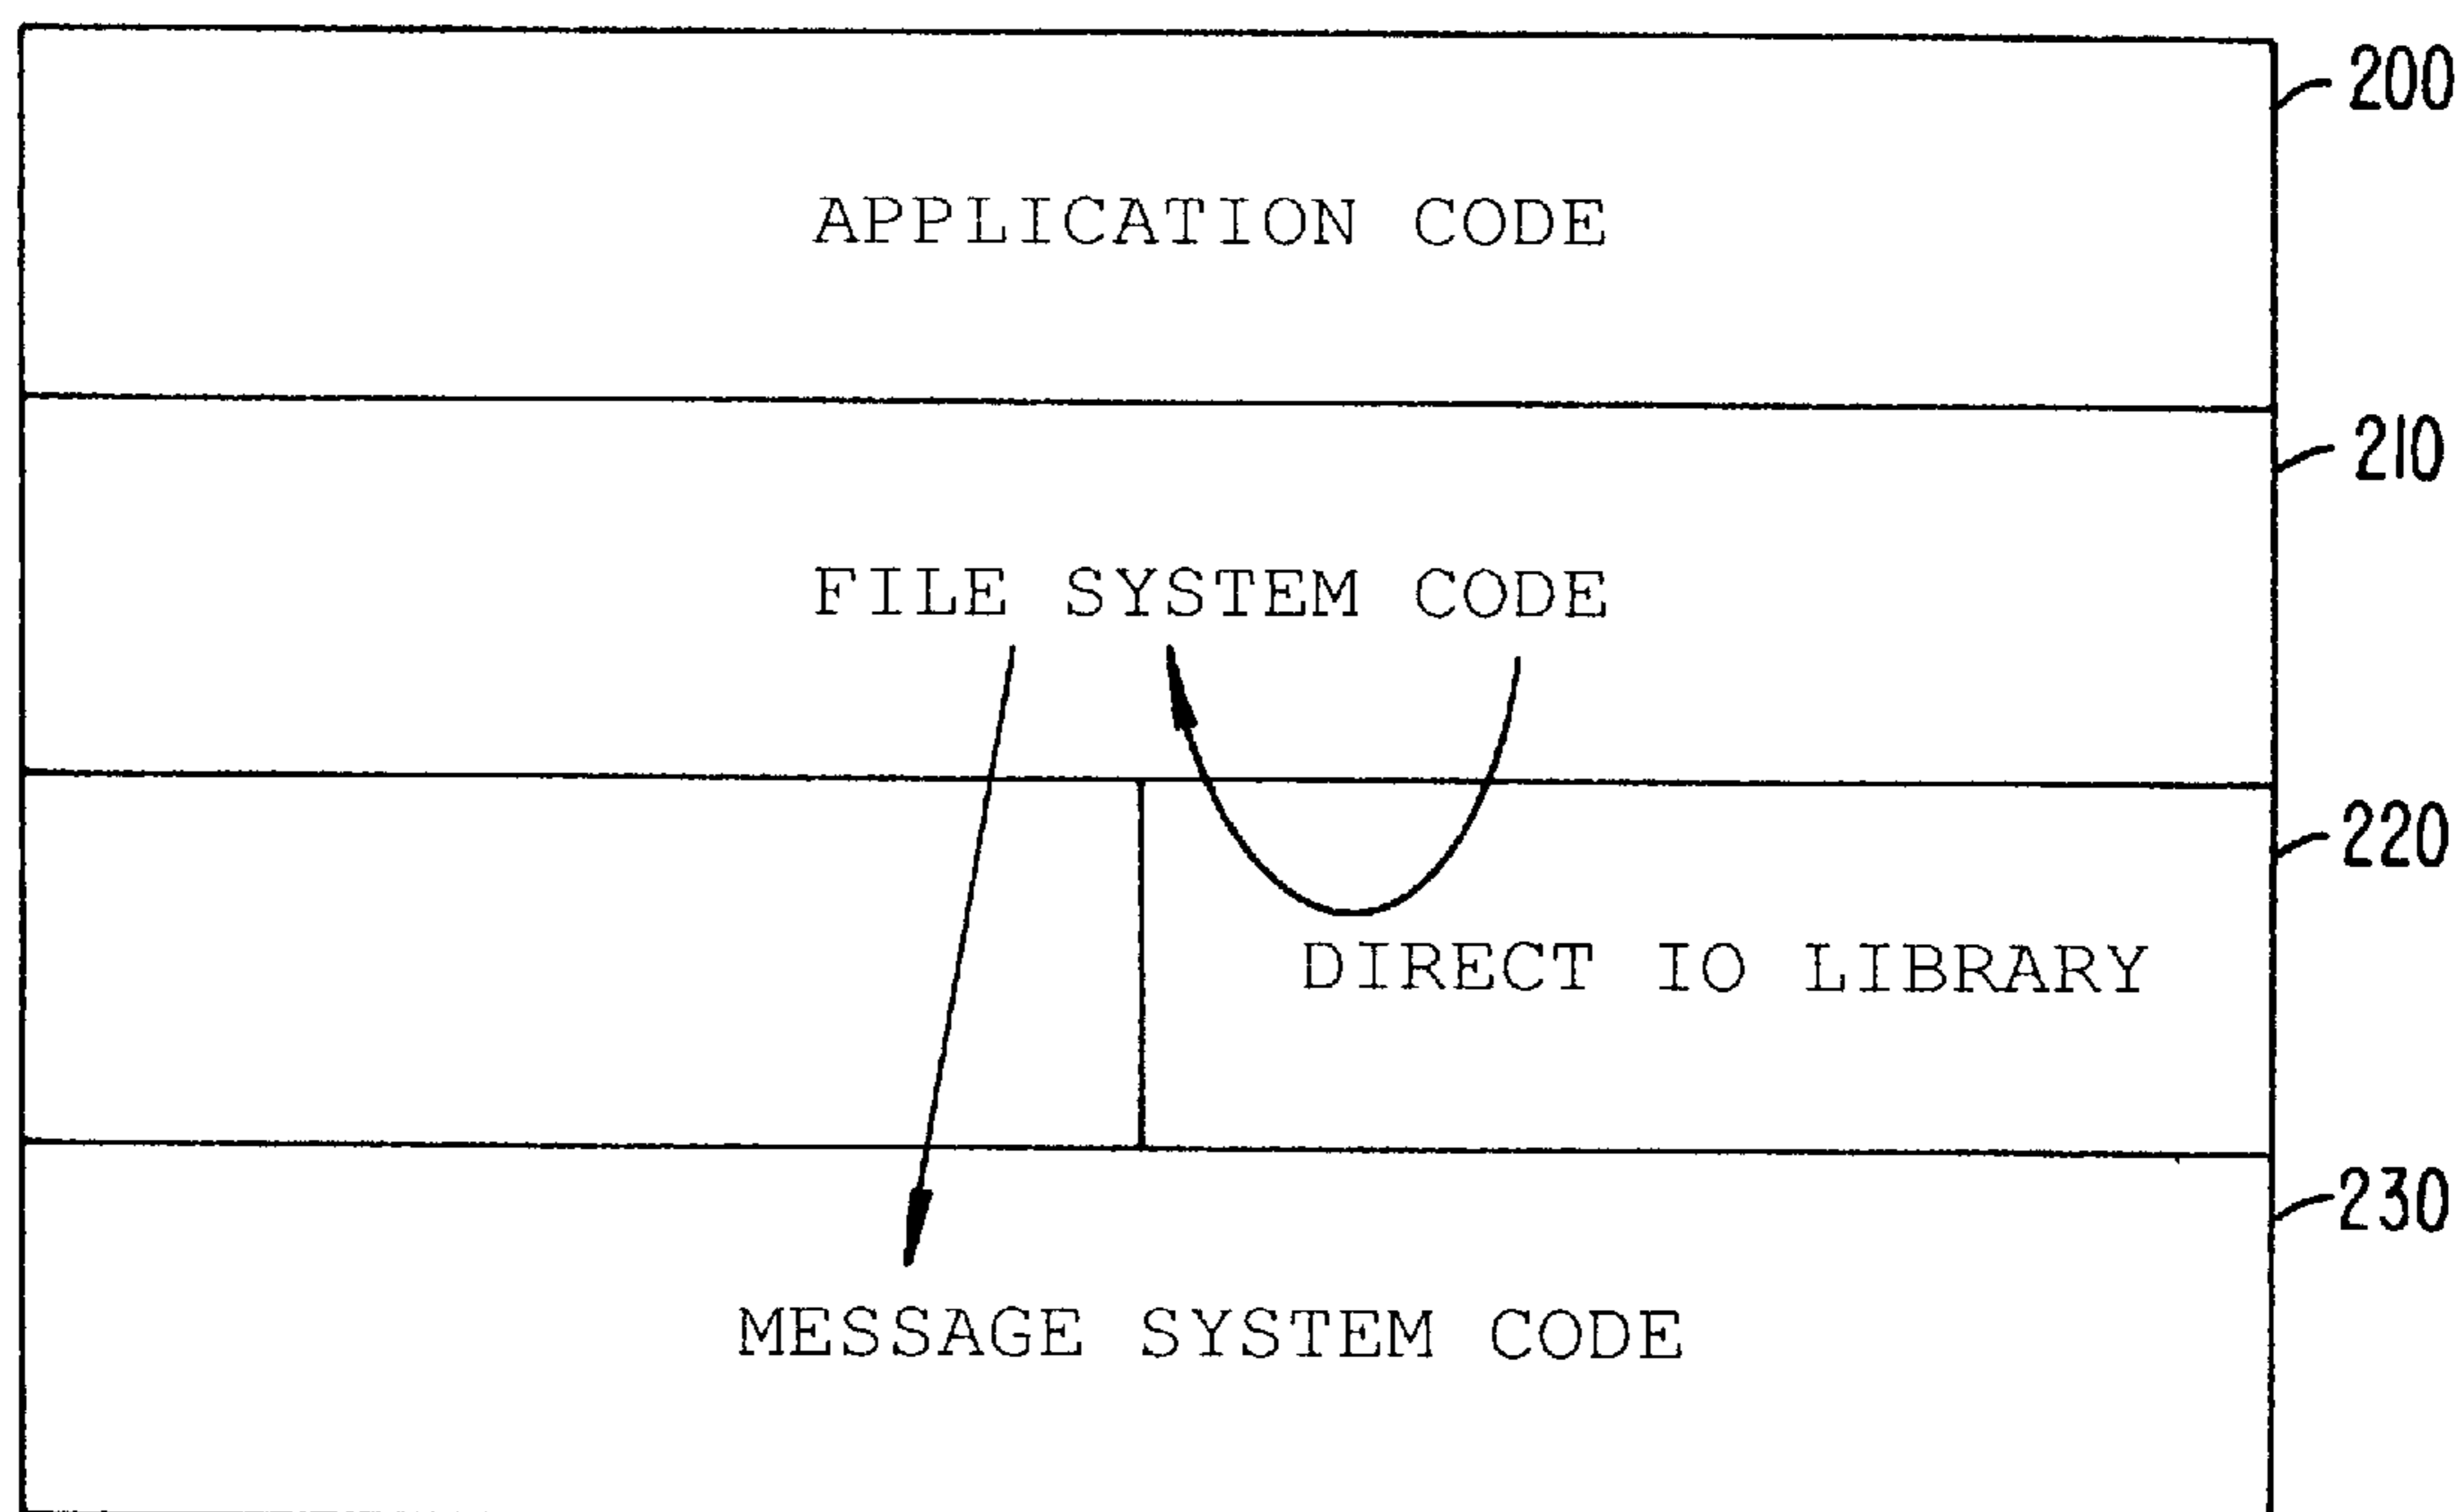 200
APPLICATION CODE
210
FILE SYSTEM CODE
220
DIRECT IO LIBRARY
230
MESSAGE SYSTEM CODE